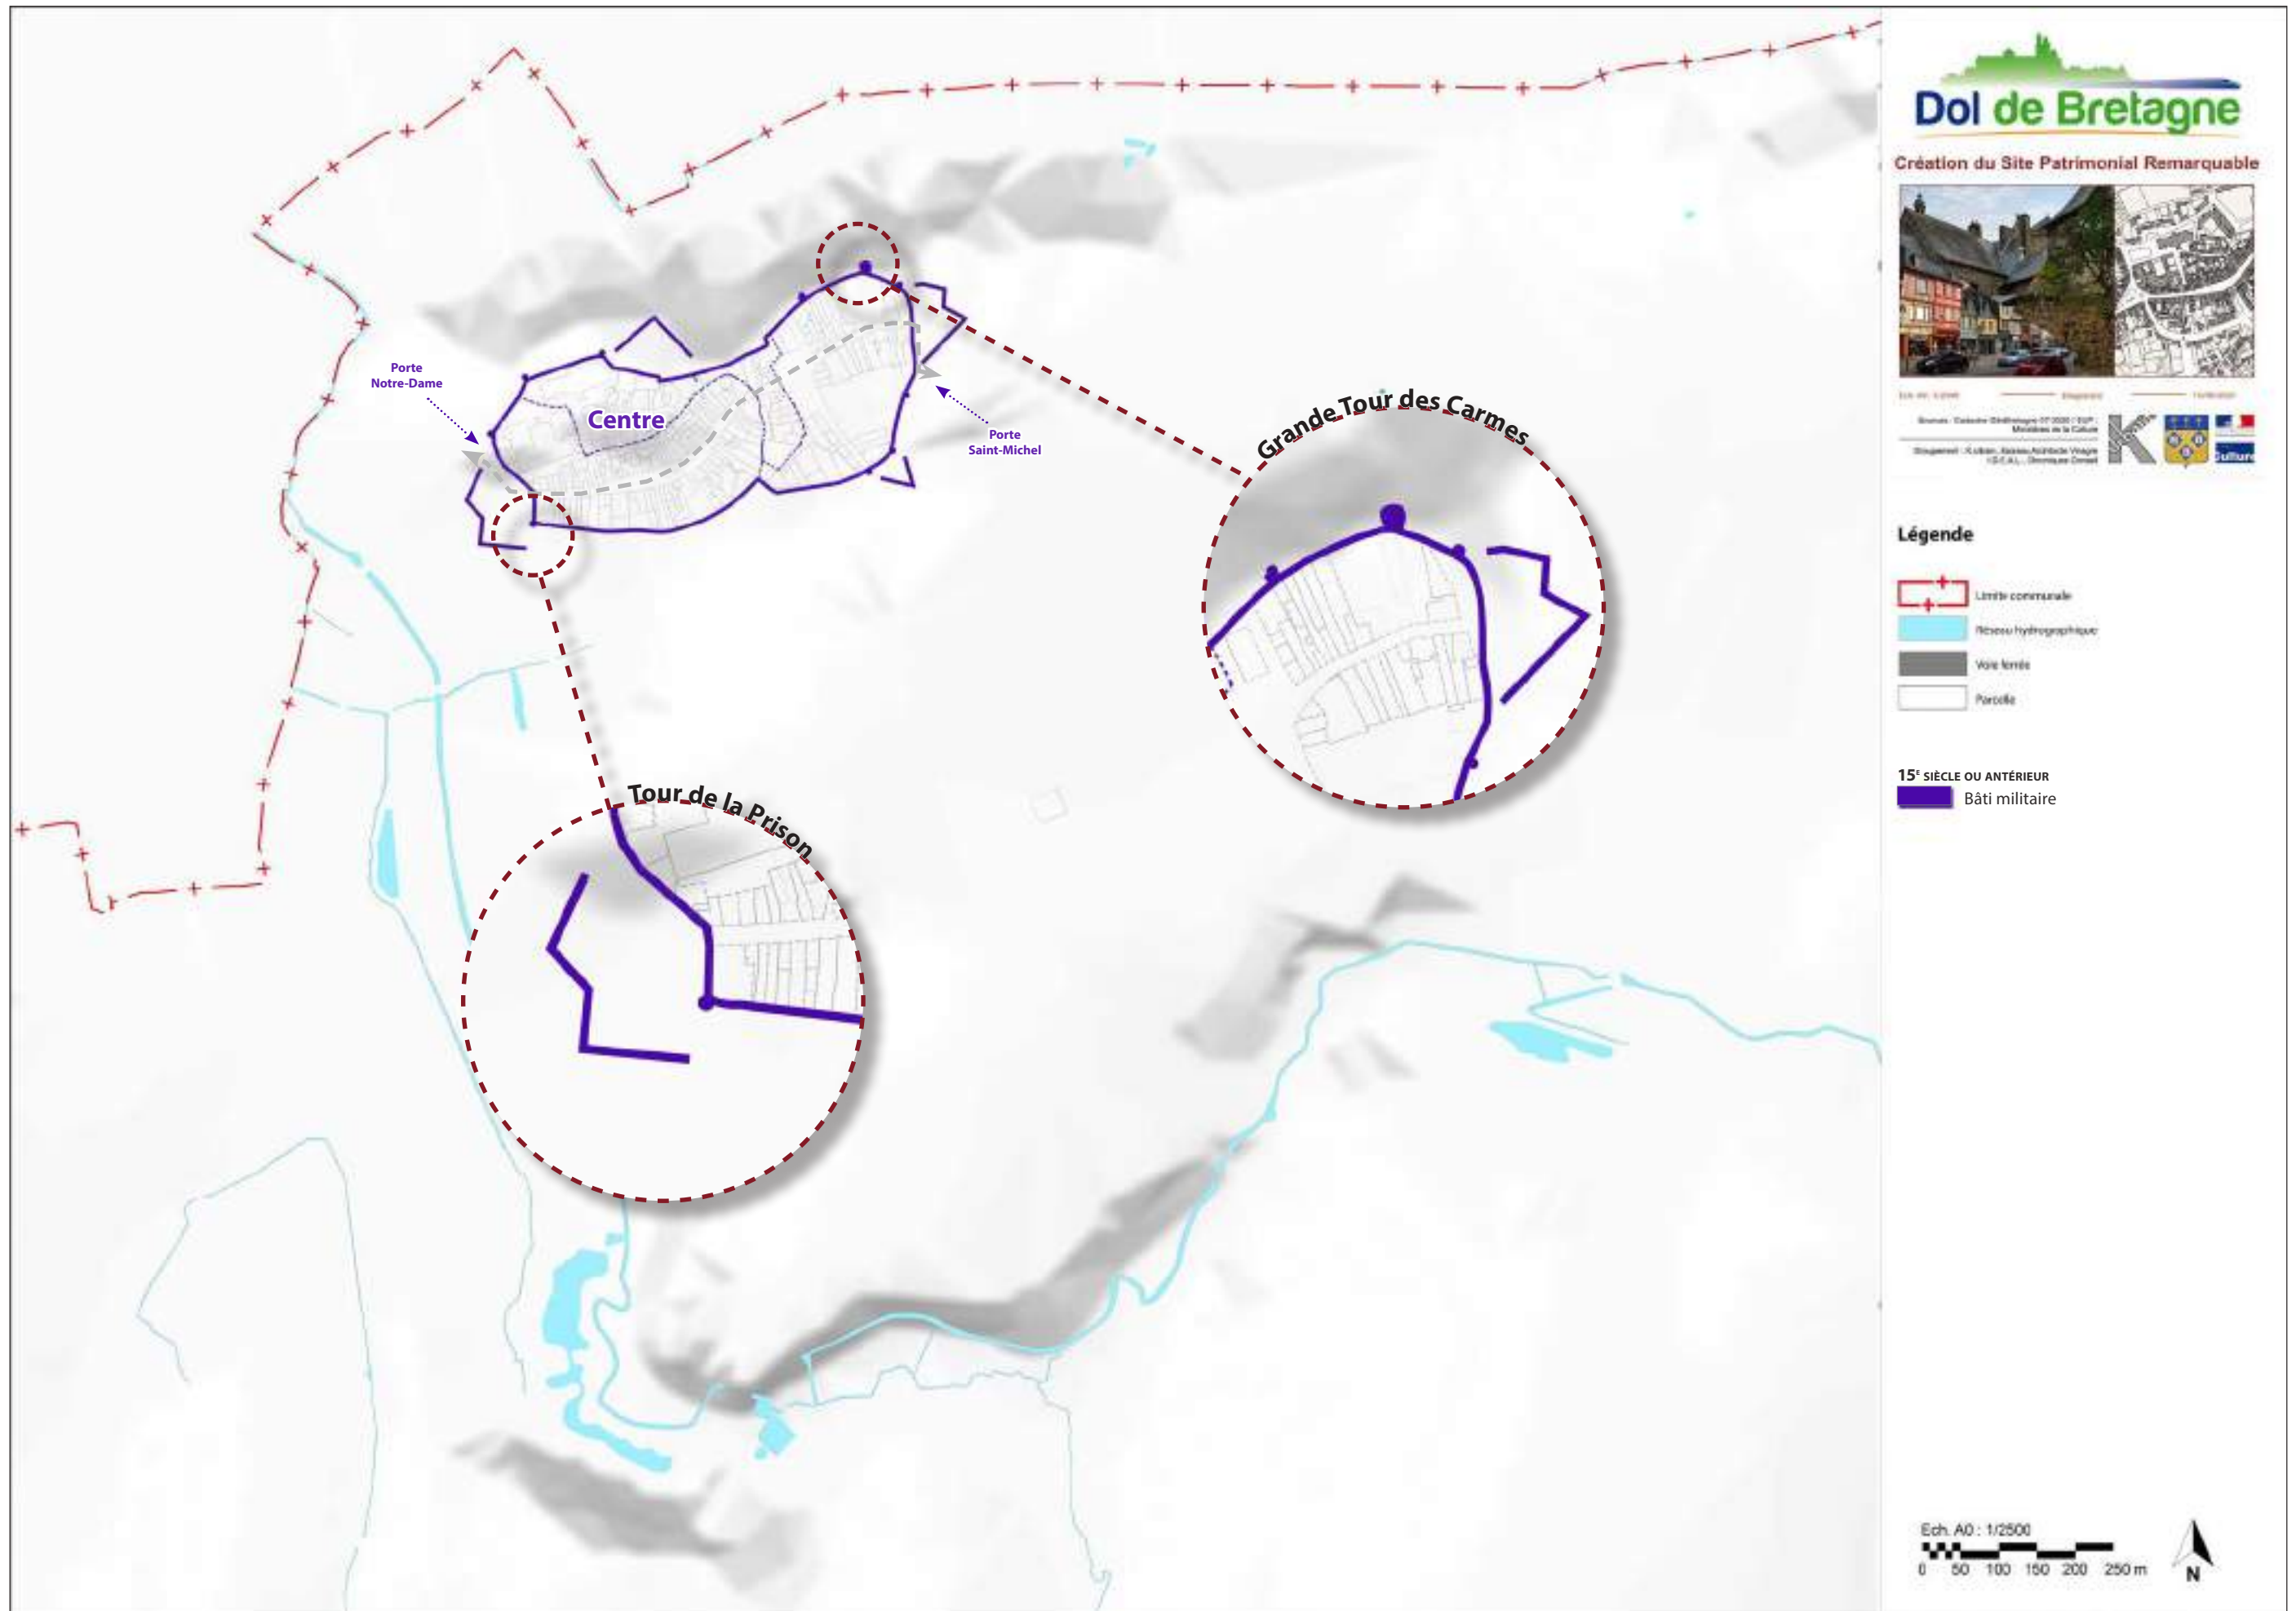 Dol de Bretagne
Création du Site Patrimonial Remarquable
Légende
Limite communale
Réseau hydrographique
Voie ferrée
Parcelle
15E SIÈCLE OU ANTÉRIEUR
Bâti militaire
Porte
Notre-Dame
Centre
Porte
Saint-Michel
Grande Tour des Carmes
Tour de la Prison
Culture
Ech. A0 : 1/2500
0 50 100 150 200 250 m
N